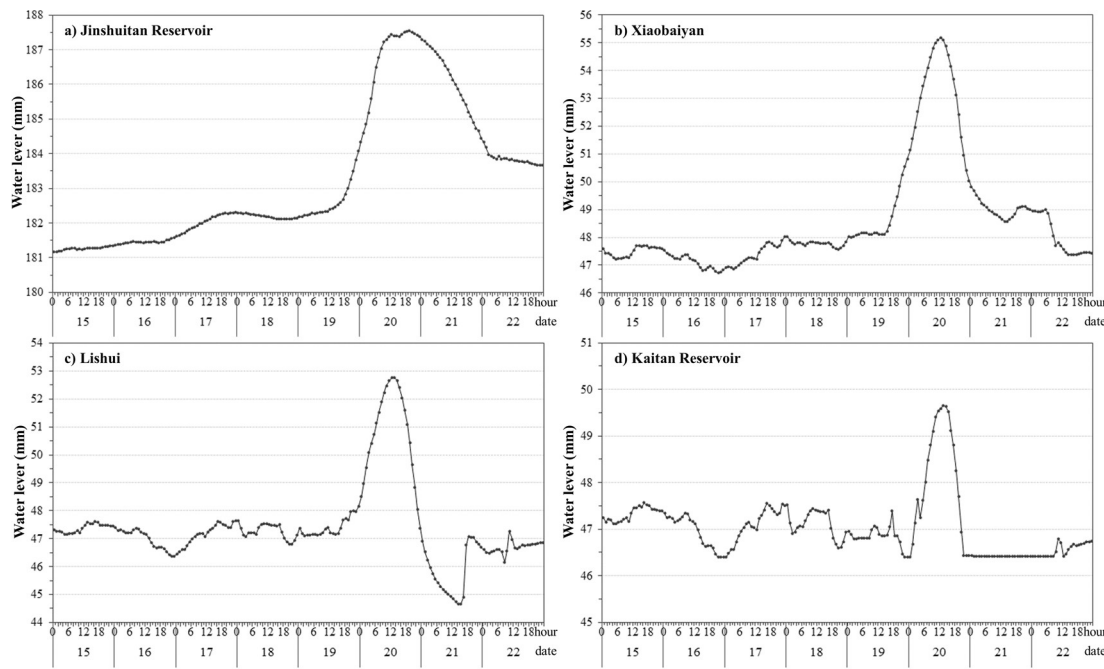 a) Jinshuitan Reservoir
Water lever (mm)
188
187
186
185
184
183
182
181
180
0 6 12 18 0 6 12 18 0 6 12 18 0 6 12 18 0 6 12 18 0 6 12 18 0 6 12 18 0 6 12 18 hour
15 16 17 18 19 20 21 22 date
b) Xiaobaiyan
Water lever (mm)
56
55
54
53
52
51
50
49
48
47
46
0 6 12 18 0 6 12 18 0 6 12 18 0 6 12 18 0 6 12 18 0 6 12 18 0 6 12 18 0 6 12 18 hour
15 16 17 18 19 20 21 22 date
c) Lishui
Water lever (mm)
54
53
52
51
50
49
48
47
46
45
44
0 6 12 18 0 6 12 18 0 6 12 18 0 6 12 18 0 6 12 18 0 6 12 18 0 6 12 18 0 6 12 18 hour
15 16 17 18 19 20 21 22 date
d) Kaitan Reservoir
Water lever (mm)
51
50
49
48
47
46
45
0 6 12 18 0 6 12 18 0 6 12 18 0 6 12 18 0 6 12 18 0 6 12 18 0 6 12 18 0 6 12 18 hour
15 16 17 18 19 20 21 22 date